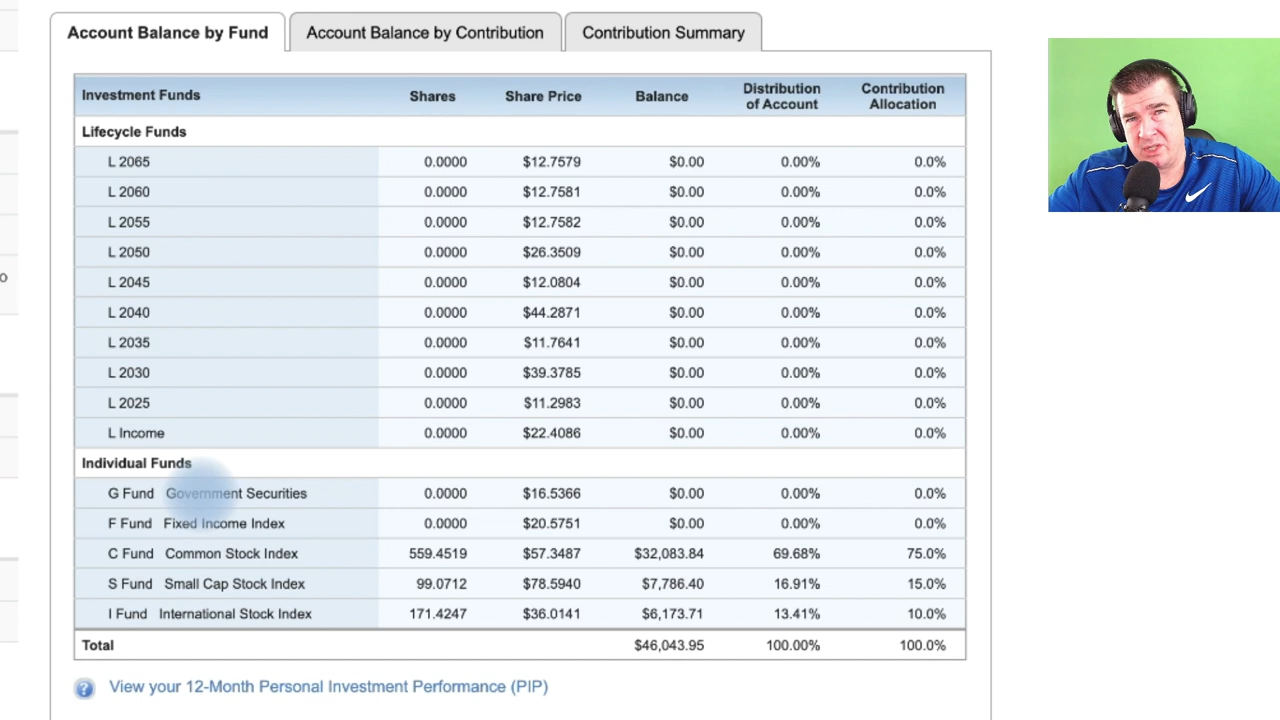 Account Balance by Fund Account Balance by Contribution Contribution Summary
Investment Funds Shares Share Price Balance Distribution of Account Contribution Allocation
Lifecycle Funds
L 2065 0.0000 $12.7579 $0.00 0.00% 0.0%
L 2060 0.0000 $12.7581 $0.00 0.00% 0.0%
L 2055 0.0000 $12.7582 $0.00 0.00% 0.0%
L 2050 0.0000 $26.3509 $0.00 0.00% 0.0%
L 2045 0.0000 $12.0804 $0.00 0.00% 0.0%
L 2040 0.0000 $44.2871 $0.00 0.00% 0.0%
L 2035 0.0000 $11.7641 $0.00 0.00% 0.0%
L 2030 0.0000 $39.3785 $0.00 0.00% 0.0%
L 2025 0.0000 $11.2983 $0.00 0.00% 0.0%
L Income 0.0000 $22.4086 $0.00 0.00% 0.0%
Individual Funds
G Fund Government Securities 0.0000 $16.5366 $0.00 0.00% 0.0%
F Fund Fixed Income Index 0.0000 $20.5751 $0.00 0.00% 0.0%
C Fund Common Stock Index 559.4519 $57.3487 $32,083.84 69.68% 75.0%
S Fund Small Cap Stock Index 99.0712 $78.5940 $7,786.40 16.91% 15.0%
I Fund International Stock Index 171.4247 $36.0141 $6,173.71 13.41% 10.0%
Total $46,043.95 100.00% 100.0%
? View your 12-Month Personal Investment Performance (PIP)